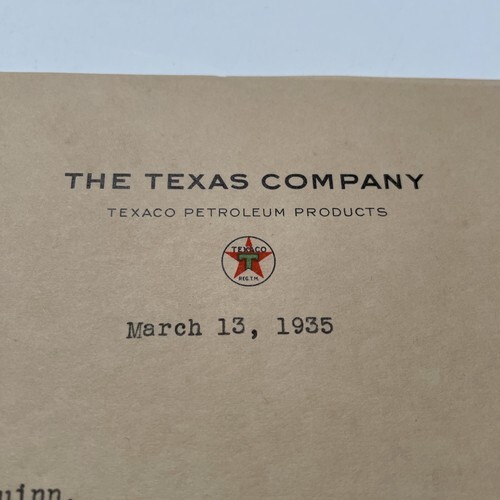 THE TEXAS COMPANY
TEXACO PETROLEUM PRODUCTS
TEXACO
T
REG. T.M.
March 13, 1935